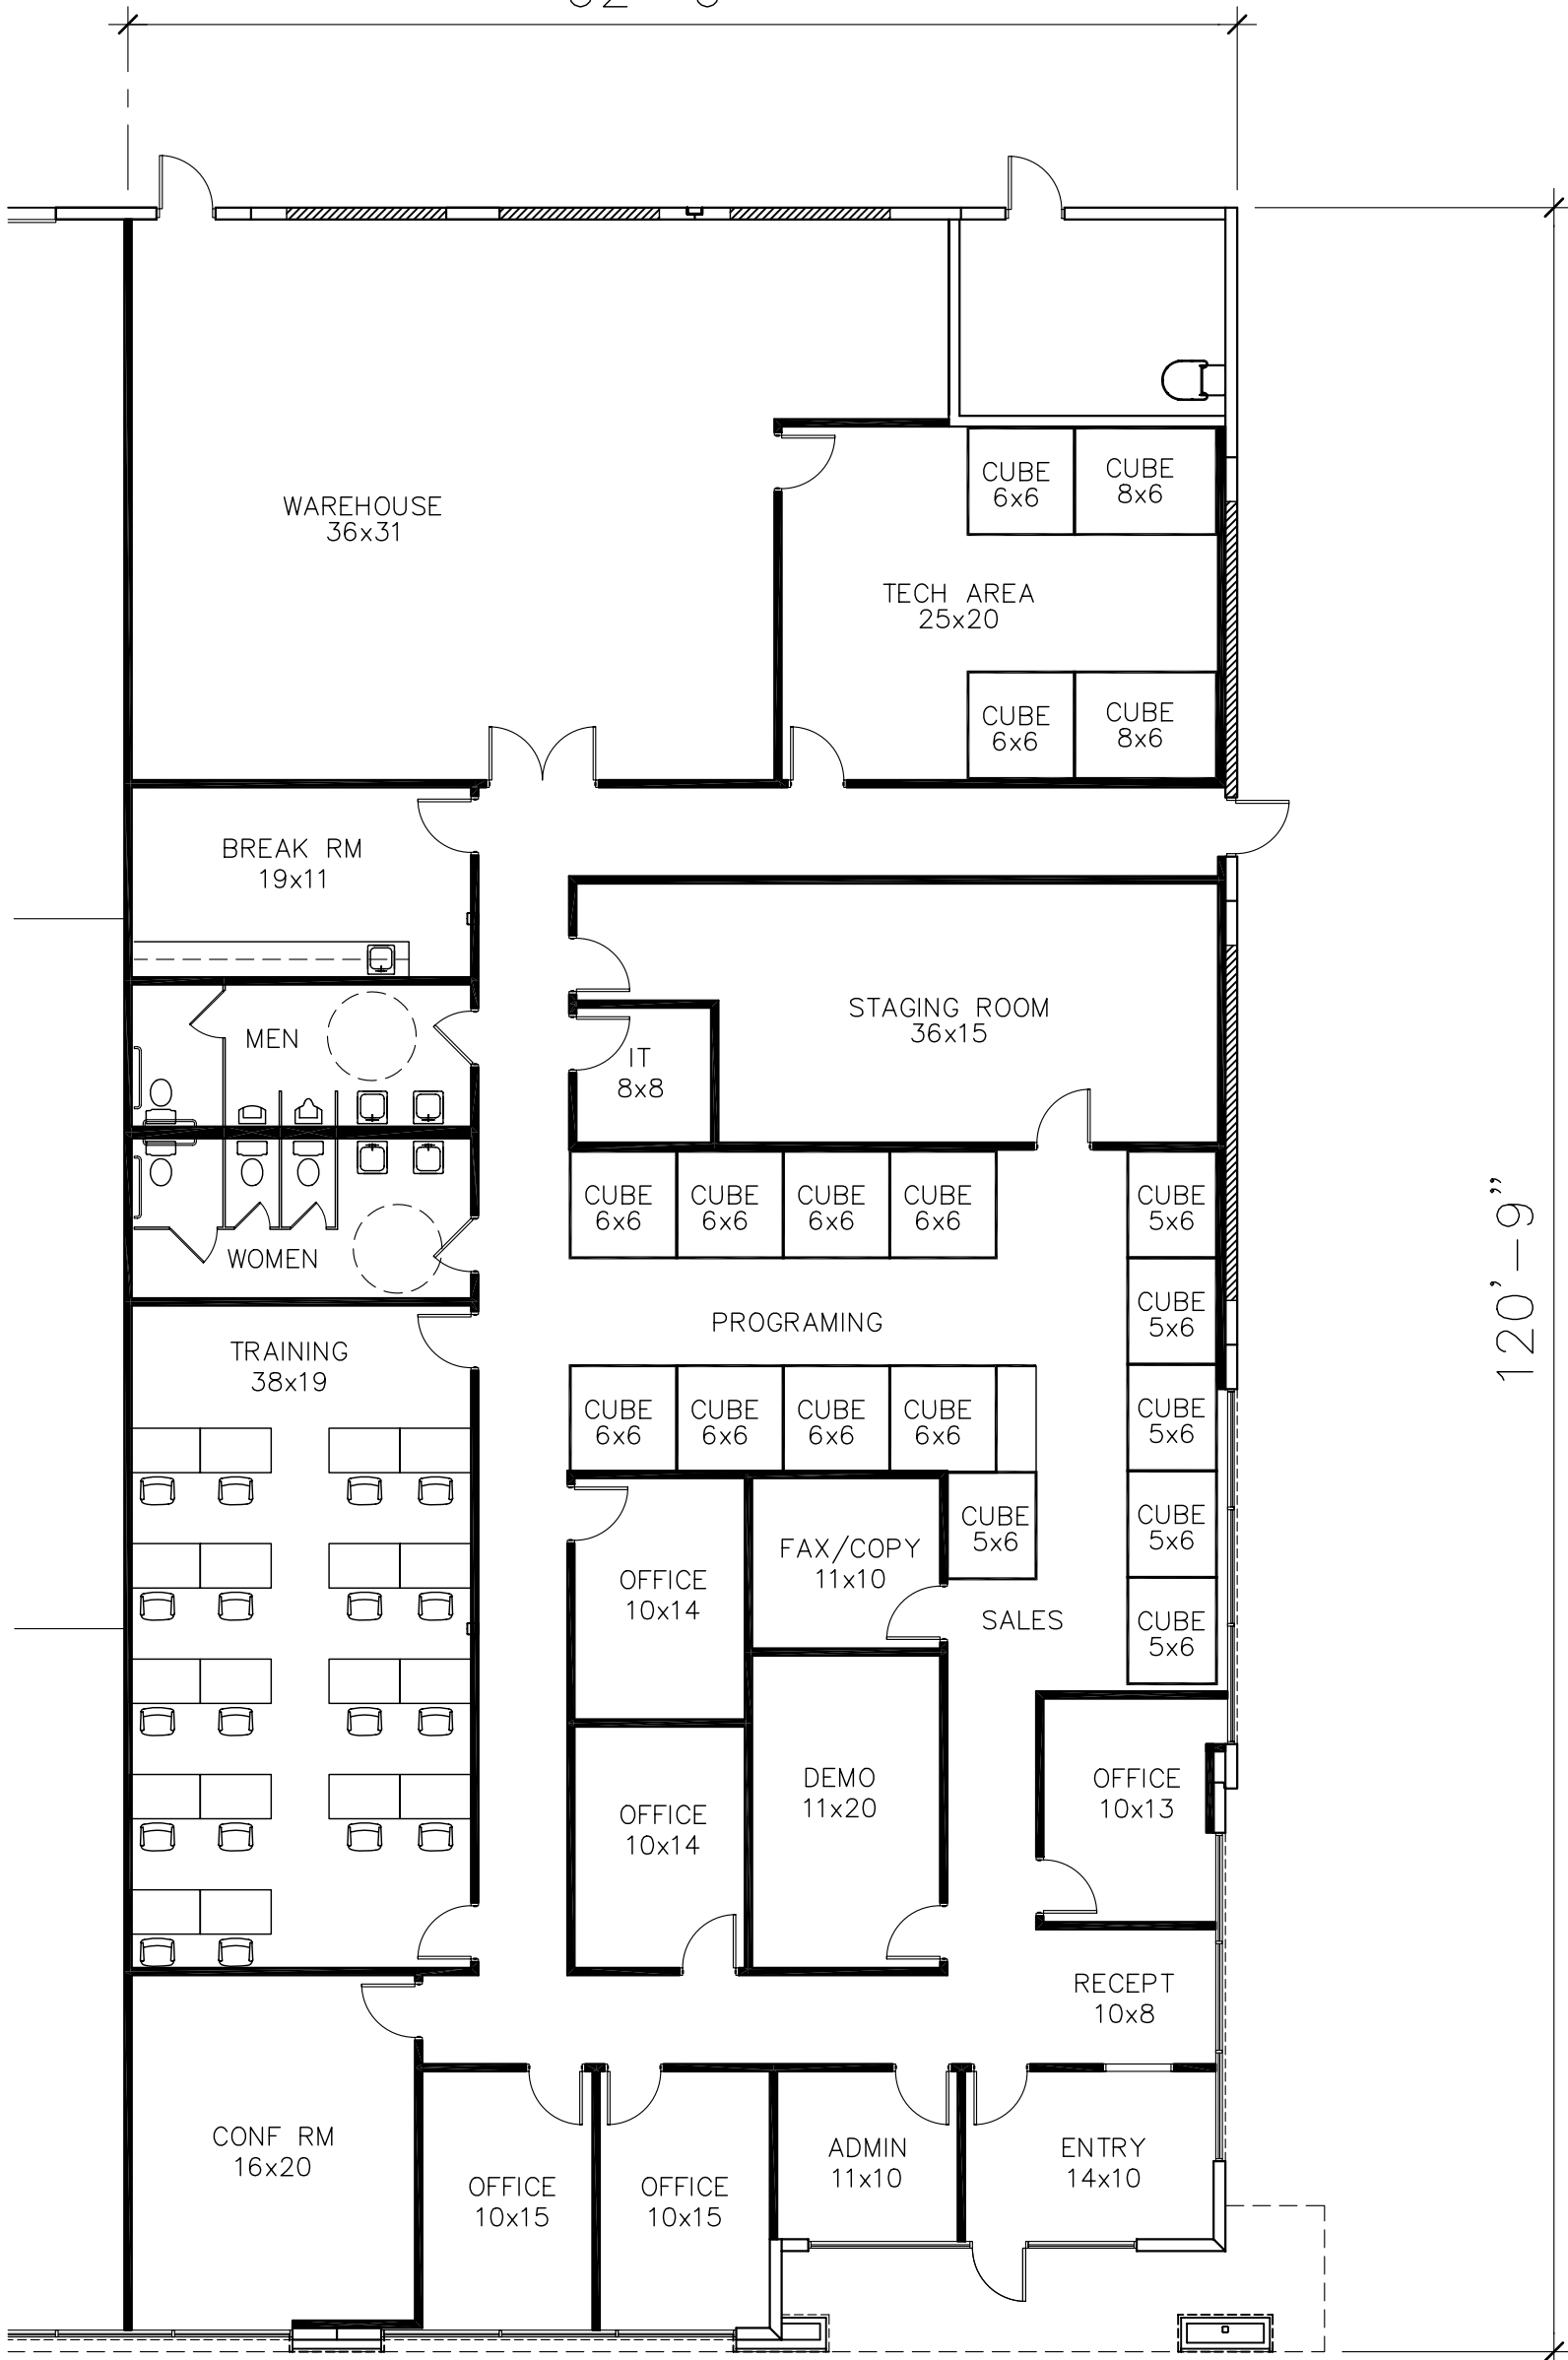 WAREHOUSE
36x31
CUBE
6x6
CUBE
8x6
TECH AREA
25x20
CUBE
6x6
CUBE
8x6
BREAK RM
19x11
STAGING ROOM
36x15
MEN
IT
8x8
CUBE
6x6
CUBE
6x6
CUBE
6x6
CUBE
6x6
CUBE
5x6
WOMEN
CUBE
5x6
PROGRAMING
120'-9"
TRAINING
38x19
CUBE
6x6
CUBE
6x6
CUBE
6x6
CUBE
6x6
CUBE
5x6
CUBE
5x6
CUBE
5x6
FAX/COPY
11x10
OFFICE
10x14
SALES
CUBE
5x6
DEMO
11x20
OFFICE
10x13
OFFICE
10x14
RECEPT
10x8
CONF RM
16x20
ADMIN
11x10
ENTRY
14x10
OFFICE
10x15
OFFICE
10x15